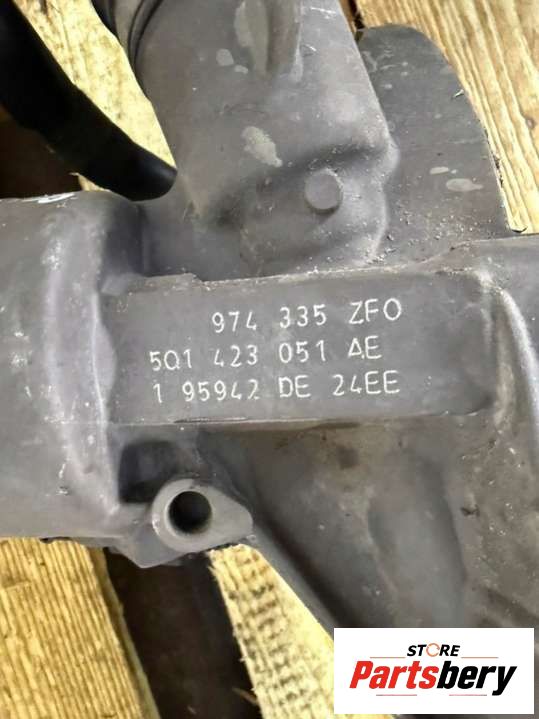 974 335 ZFO
5Q1 423 051 AE
1 95942 DE 24EE
STORE
Partsbery